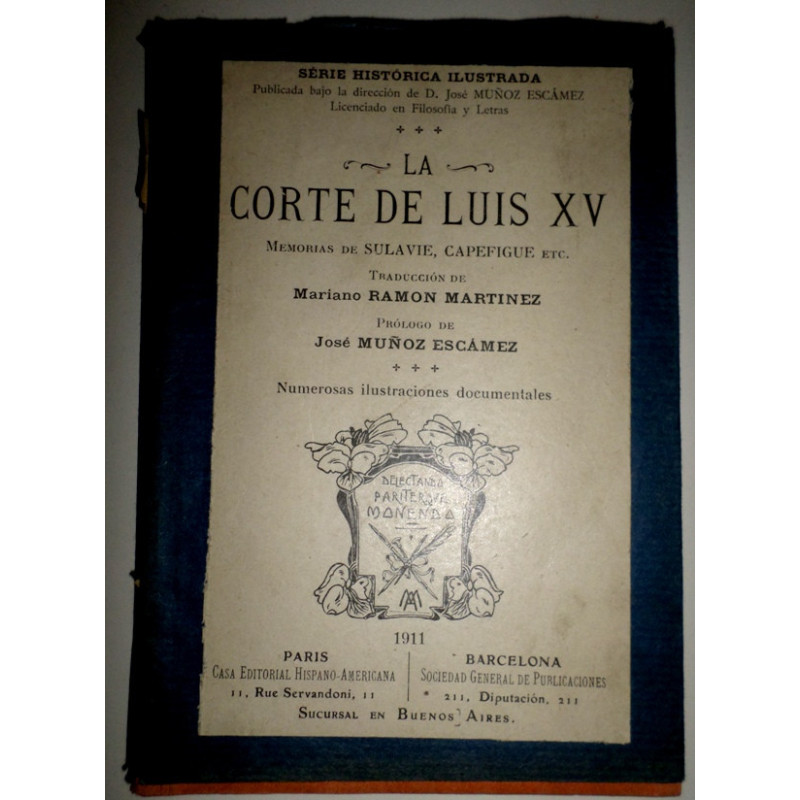 SÉRIE HISTÓRICA ILUSTRADA
Publicada bajo la dirección de D. José MUÑOZ ESCÁMEZ
Licenciado en Filosofía y Letras
LA
CORTE DE LUIS XV
MEMORIAS DE SULAVIE, CAPEFIGUE ETC.
TRADUCCIÓN DE
Mariano RAMON MARTINEZ
PRÓLOGO DE
José MUÑOZ ESCÁMEZ
Numerosas ilustraciones documentales
DELECTANDO
PARITERQUE
MONENDO
1911
PARIS
CASA EDITORIAL HISPANO-AMERICANA
11, Rue Servandoni, 11
BARCELONA
SOCIEDAD GENERAL DE PUBLICACIONES
211, Diputación, 211
SUCURSAL EN BUENOS AIRES.